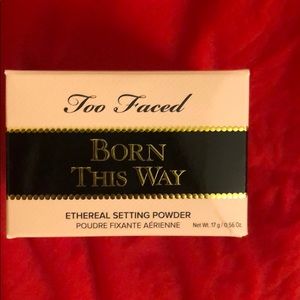 Too Faced
BORN
THIS WAY
ETHEREAL SETTING POWDER
POUDRE FIXANTE AÉRIENNE Net Wt. 17 g / 0.56 Oz.